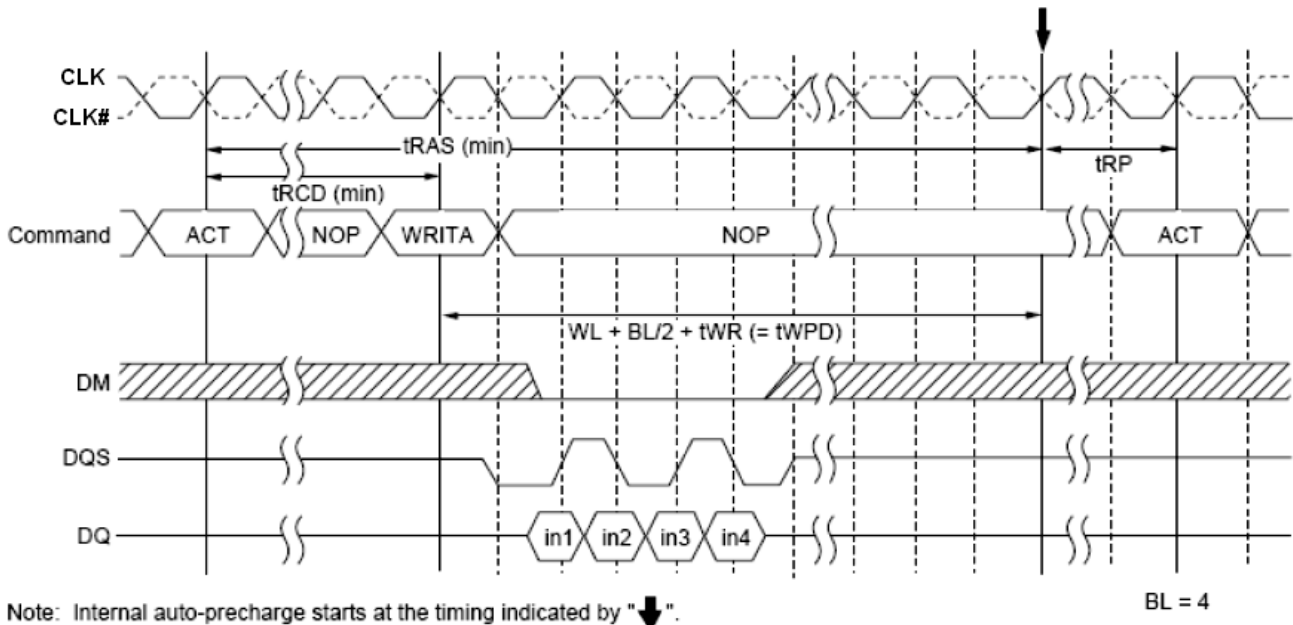 CLK
CLK#
tRAS (min)
tRP
tRCD (min)
Command ACT NOP WRITA NOP ACT
WL + BL/2 + tWR (= tWPD)
DM
DQS
DQ in1 in2 in3 in4
Note: Internal auto-precharge starts at the timing indicated by " ".
BL = 4